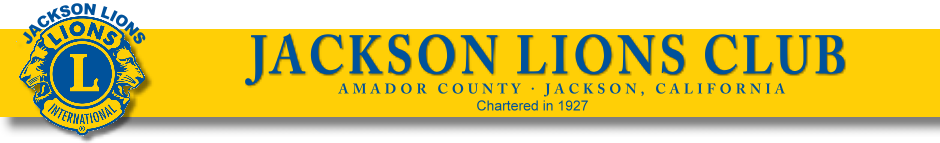 JACKSON LIONS
LIONS
L
INTERNATIONAL
®
JACKSON LIONS CLUB
AMADOR COUNTY · JACKSON, CALIFORNIA
Chartered in 1927